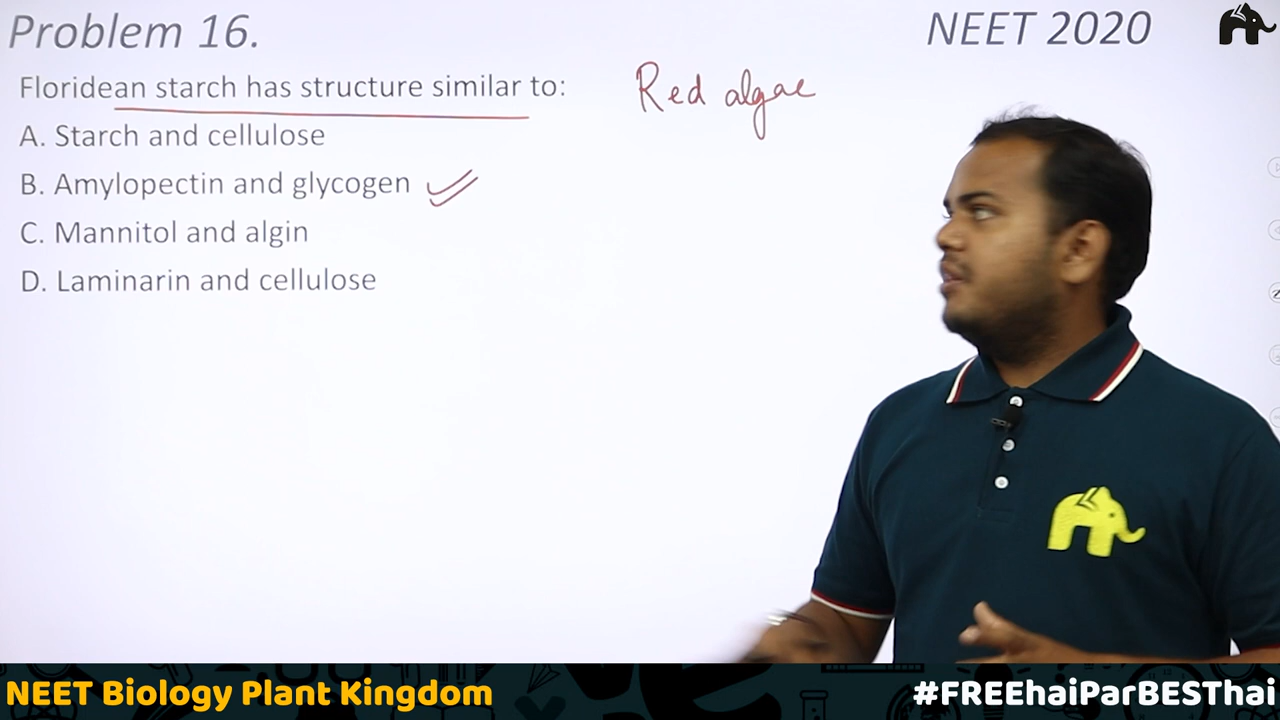 Problem 16.
NEET 2020
Floridean starch has structure similar to:
Red algae
A. Starch and cellulose
B. Amylopectin and glycogen
C. Mannitol and algin
D. Laminarin and cellulose
NEET Biology Plant Kingdom
#FREEhaiParBESThai